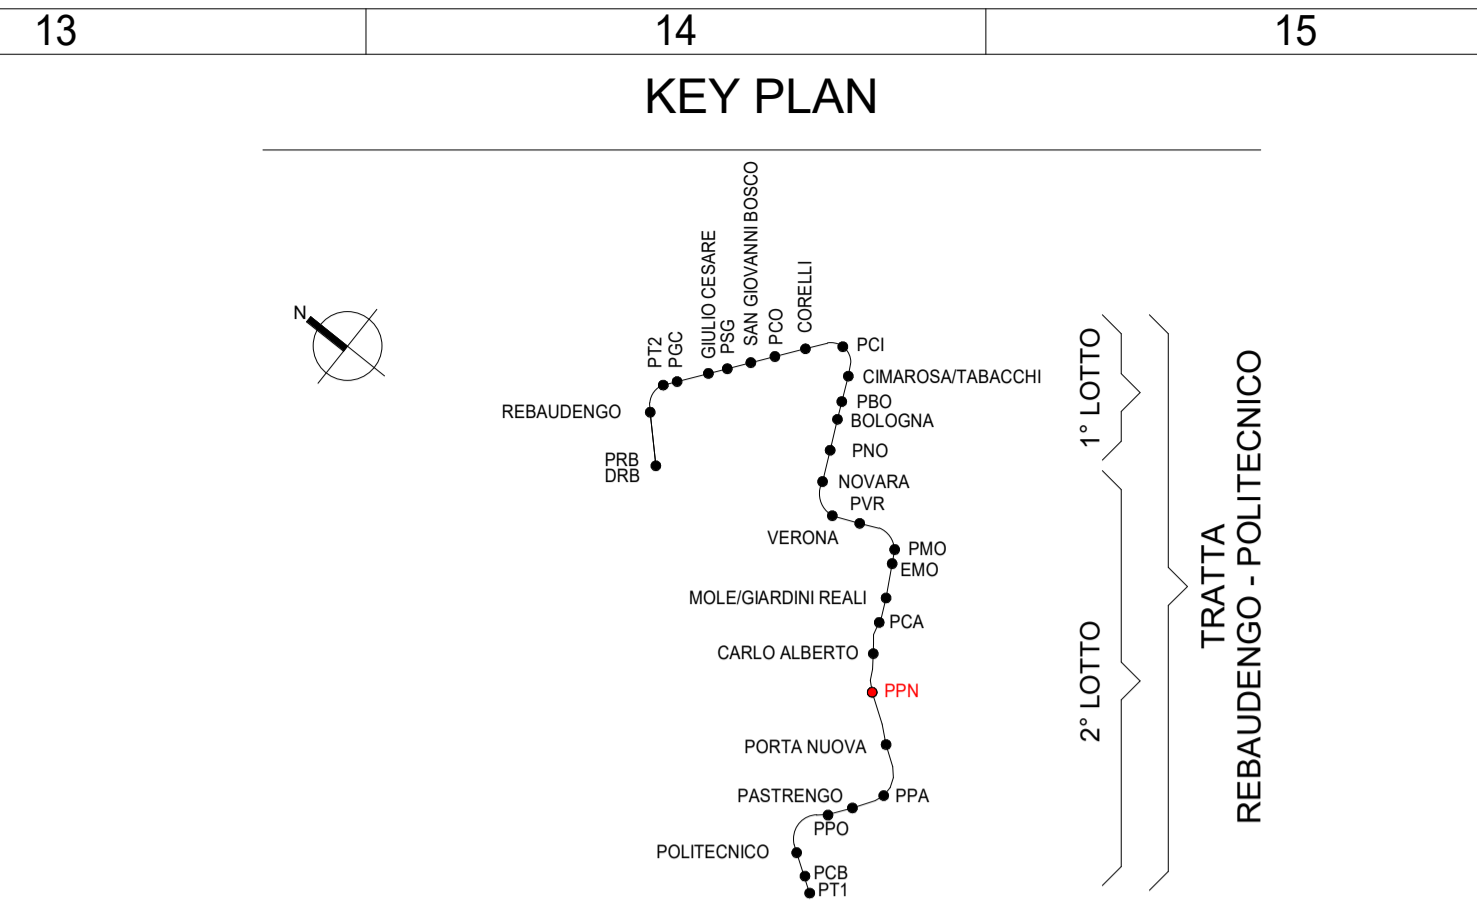 13
14
15
KEY PLAN
N
PT2
PGC
GIULIO CESARE
PSG
SAN GIOVANNI BOSCO
PCO
CORELLI
PCI
CIMAROSA/TABACCHI
REBAUDENGO
PBO
BOLOGNA
PRB
DRB
PNO
NOVARA
PVR
VERONA
PMO
EMO
MOLE/GIARDINI REALI
PCA
CARLO ALBERTO
PPN
PORTA NUOVA
PASTRENGO
PPA
PPO
POLITECNICO
PCB
PT1
1° LOTTO
2° LOTTO
TRATTA
REBAUDENGO - POLITECNICO